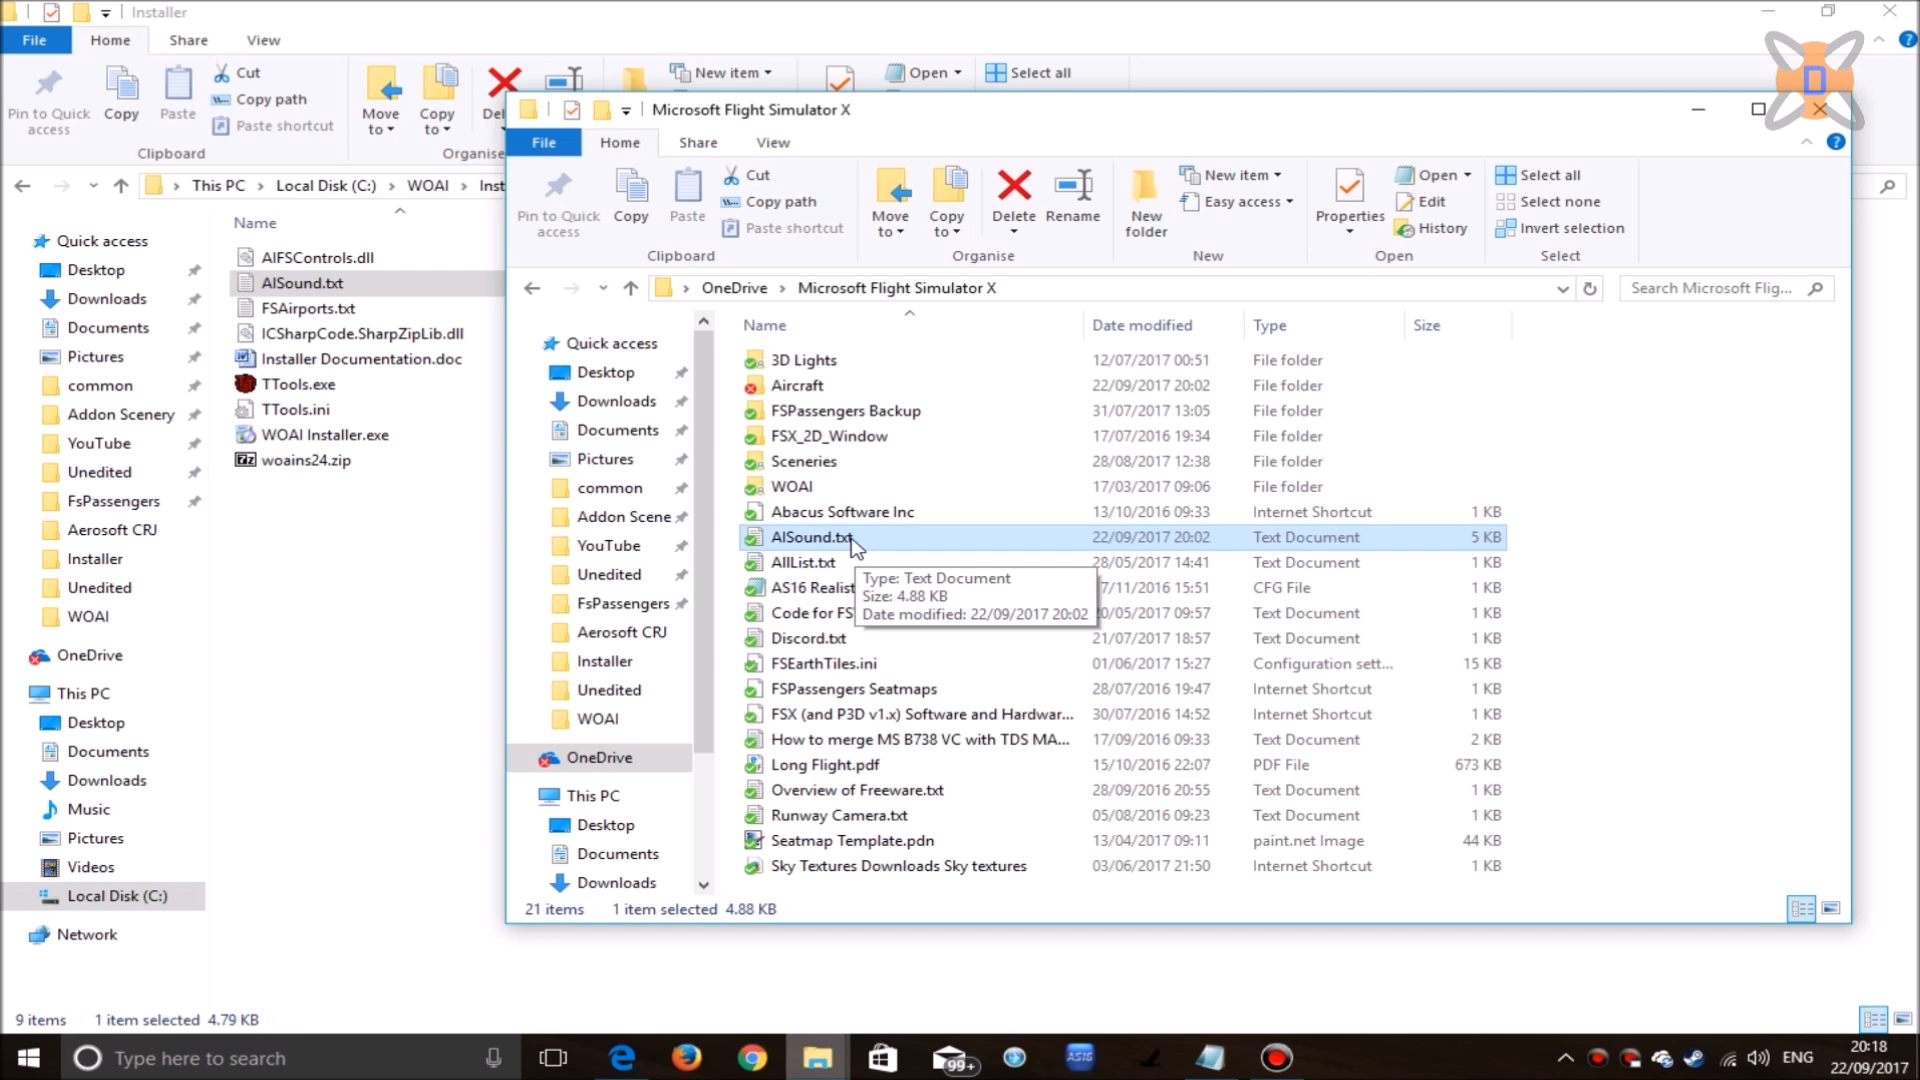 Installer
File Home Share View
Pin to Quick access
Copy
Paste
Cut
Copy path
Paste shortcut
Clipboard
Move to
Copy to
Organise
New item
Open
Select all
This PC > Local Disk (C:) > WOAI >
Name
Quick access
Desktop
Downloads
Documents
Pictures
common
Addon Scenery
YouTube
Unedited
FsPassengers
Aerosoft CRJ
Installer
Unedited
WOAI
OneDrive
This PC
Desktop
Documents
Downloads
Music
Pictures
Videos
Local Disk (C:)
Network
AIFSControls.dll
AISound.txt
FSAirports.txt
ICSharpCode.SharpZipLib.dll
Installer Documentation.doc
TTools.exe
TTools.ini
WOAI Installer.exe
woains24.zip
9 items 1 item selected 4.79 KB
Microsoft Flight Simulator X
File Home Share View
Pin to Quick access
Copy
Paste
Cut
Copy path
Paste shortcut
Clipboard
Move to
Copy to
Delete
Rename
Organise
New folder
New item
Easy access
New
Properties
Open
Edit
History
Open
Select all
Select none
Invert selection
Select
OneDrive > Microsoft Flight Simulator X
Search Microsoft Flig...
Quick access
Desktop
Downloads
Documents
Pictures
common
Addon Scene
YouTube
Unedited
FsPassengers
Aerosoft CRJ
Installer
Unedited
WOAI
OneDrive
This PC
Desktop
Documents
Downloads
Name Date modified Type Size
3D Lights 12/07/2017 00:51 File folder
Aircraft 22/09/2017 20:02 File folder
FSPassengers Backup 31/07/2017 13:05 File folder
FSX_2D_Window 17/07/2016 19:34 File folder
Sceneries 28/08/2017 12:38 File folder
WOAI 17/03/2017 09:06 File folder
Abacus Software Inc 13/10/2016 09:33 Internet Shortcut 1 KB
AISound.txt 22/09/2017 20:02 Text Document 5 KB
AIlList.txt 28/05/2017 14:41 Text Document 1 KB
AS16 Realist 7/11/2016 15:51 CFG File 1 KB
Code for FS 0/05/2017 09:57 Text Document 1 KB
Discord.txt 21/07/2017 18:57 Text Document 1 KB
FSEarthTiles.ini 01/06/2017 15:27 Configuration sett... 15 KB
FSPassengers Seatmaps 28/07/2016 19:47 Internet Shortcut 1 KB
FSX (and P3D v1.x) Software and Hardwar... 30/07/2016 14:52 Internet Shortcut 1 KB
How to merge MS B738 VC with TDS MA... 17/09/2016 09:33 Text Document 2 KB
Long Flight.pdf 15/10/2016 22:07 PDF File 673 KB
Overview of Freeware.txt 28/09/2016 20:55 Text Document 1 KB
Runway Camera.txt 05/08/2016 09:23 Text Document 1 KB
Seatmap Template.pdn 13/04/2017 09:11 paint.net Image 44 KB
Sky Textures Downloads Sky textures 03/06/2017 21:50 Internet Shortcut 1 KB
Type: Text Document
Size: 4.88 KB
Date modified: 22/09/2017 20:02
21 items 1 item selected 4.88 KB
D
Type here to search
99+
AS16
ENG
20:18
22/09/2017